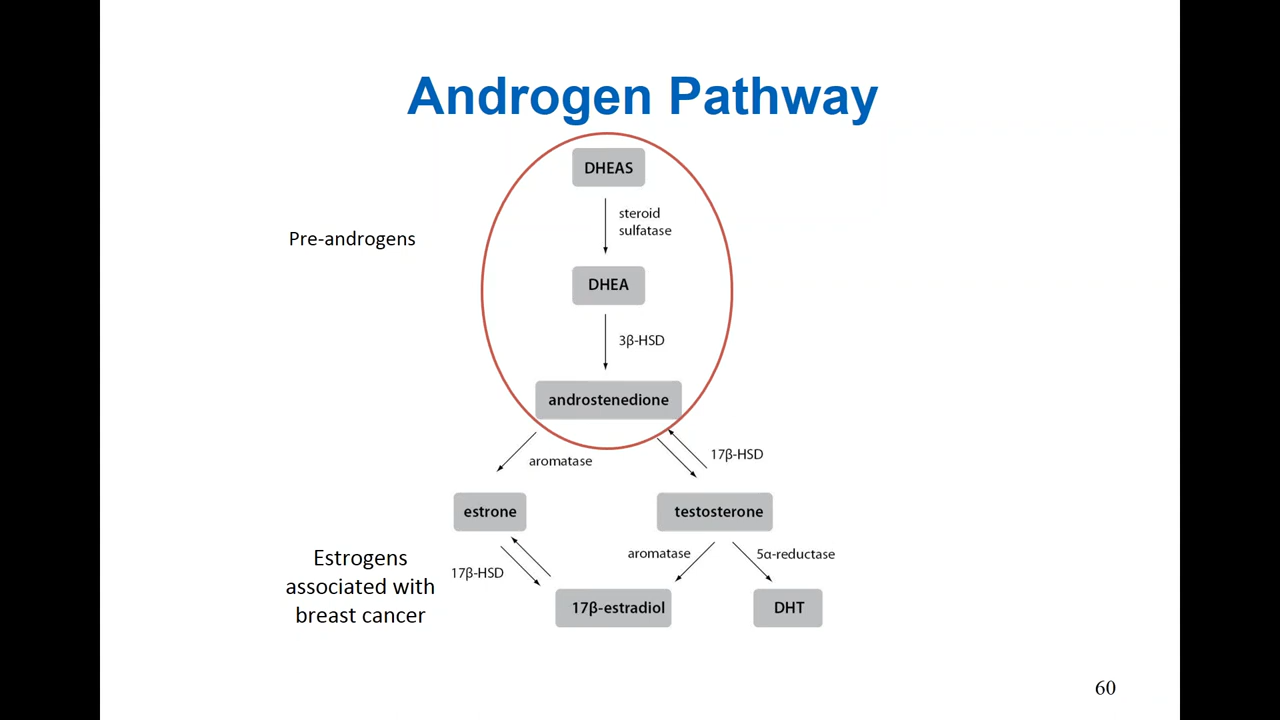 Androgen Pathway
DHEAS
steroid
sulfatase
Pre-androgens
DHEA
3β-HSD
androstenedione
aromatase
17β-HSD
estrone
testosterone
Estrogens
associated with
breast cancer
17β-HSD
aromatase
5α-reductase
17β-estradiol
DHT
60